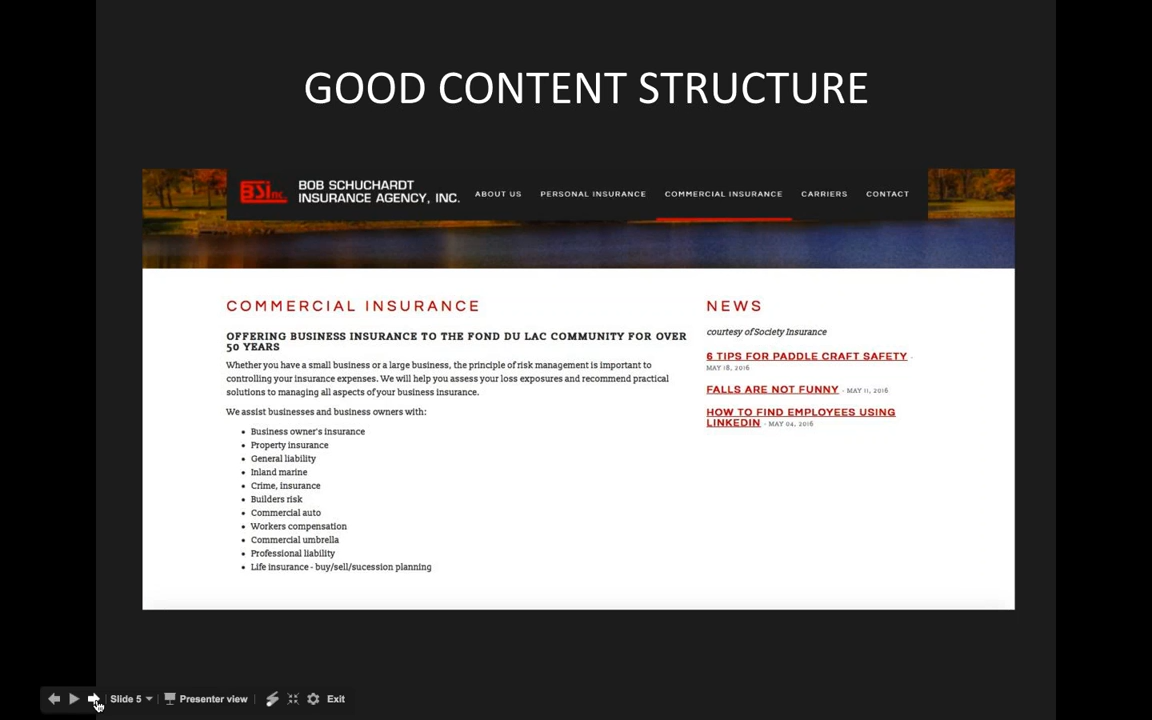 GOOD CONTENT STRUCTURE
BSI INC.
BOB SCHUCHARDT
INSURANCE AGENCY, INC.
ABOUT US PERSONAL INSURANCE COMMERCIAL INSURANCE CARRIERS CONTACT
COMMERCIAL INSURANCE
OFFERING BUSINESS INSURANCE TO THE FOND DU LAC COMMUNITY FOR OVER
50 YEARS
Whether you have a small business or a large business, the principle of risk management is important to
controlling your insurance expenses. We will help you assess your loss exposures and recommend practical
solutions to managing all aspects of your business insurance.
We assist businesses and business owners with:
• Business owner's insurance
• Property insurance
• General liability
• Inland marine
• Crime, insurance
• Builders risk
• Commercial auto
• Workers compensation
• Commercial umbrella
• Professional liability
• Life insurance - buy/sell/sucession planning
NEWS
courtesy of Society Insurance
6 TIPS FOR PADDLE CRAFT SAFETY -
MAY 18, 2016
FALLS ARE NOT FUNNY - MAY 11, 2016
HOW TO FIND EMPLOYEES USING
LINKEDIN - MAY 04, 2016
Slide 5 Presenter view Exit